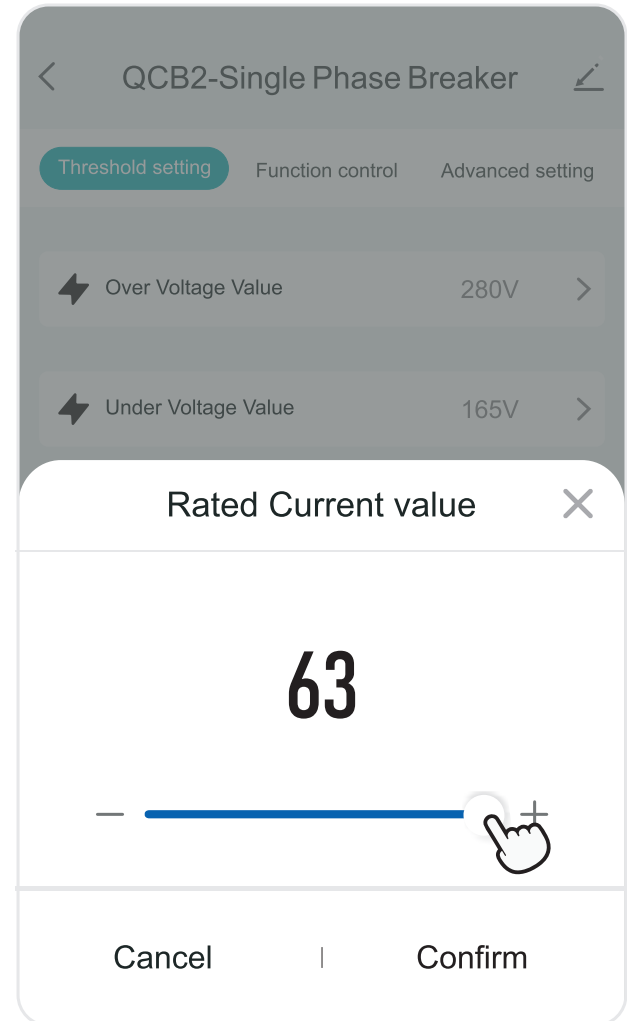 QCB2-Single Phase Breaker
Threshold setting Function control Advanced setting
Over Voltage Value 280V
Under Voltage Value 165V
Rated Current value
63
Cancel Confirm